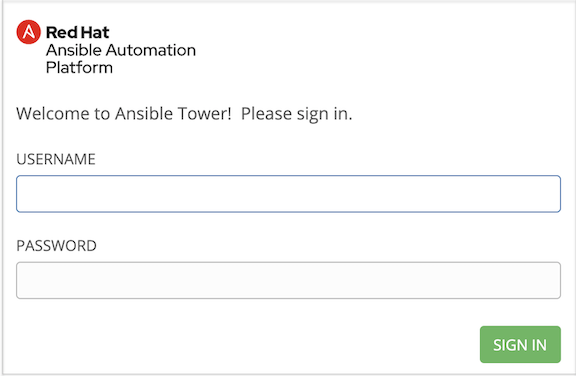 Red Hat
Ansible Automation
Platform
Welcome to Ansible Tower! Please sign in.
USERNAME
PASSWORD
SIGN IN